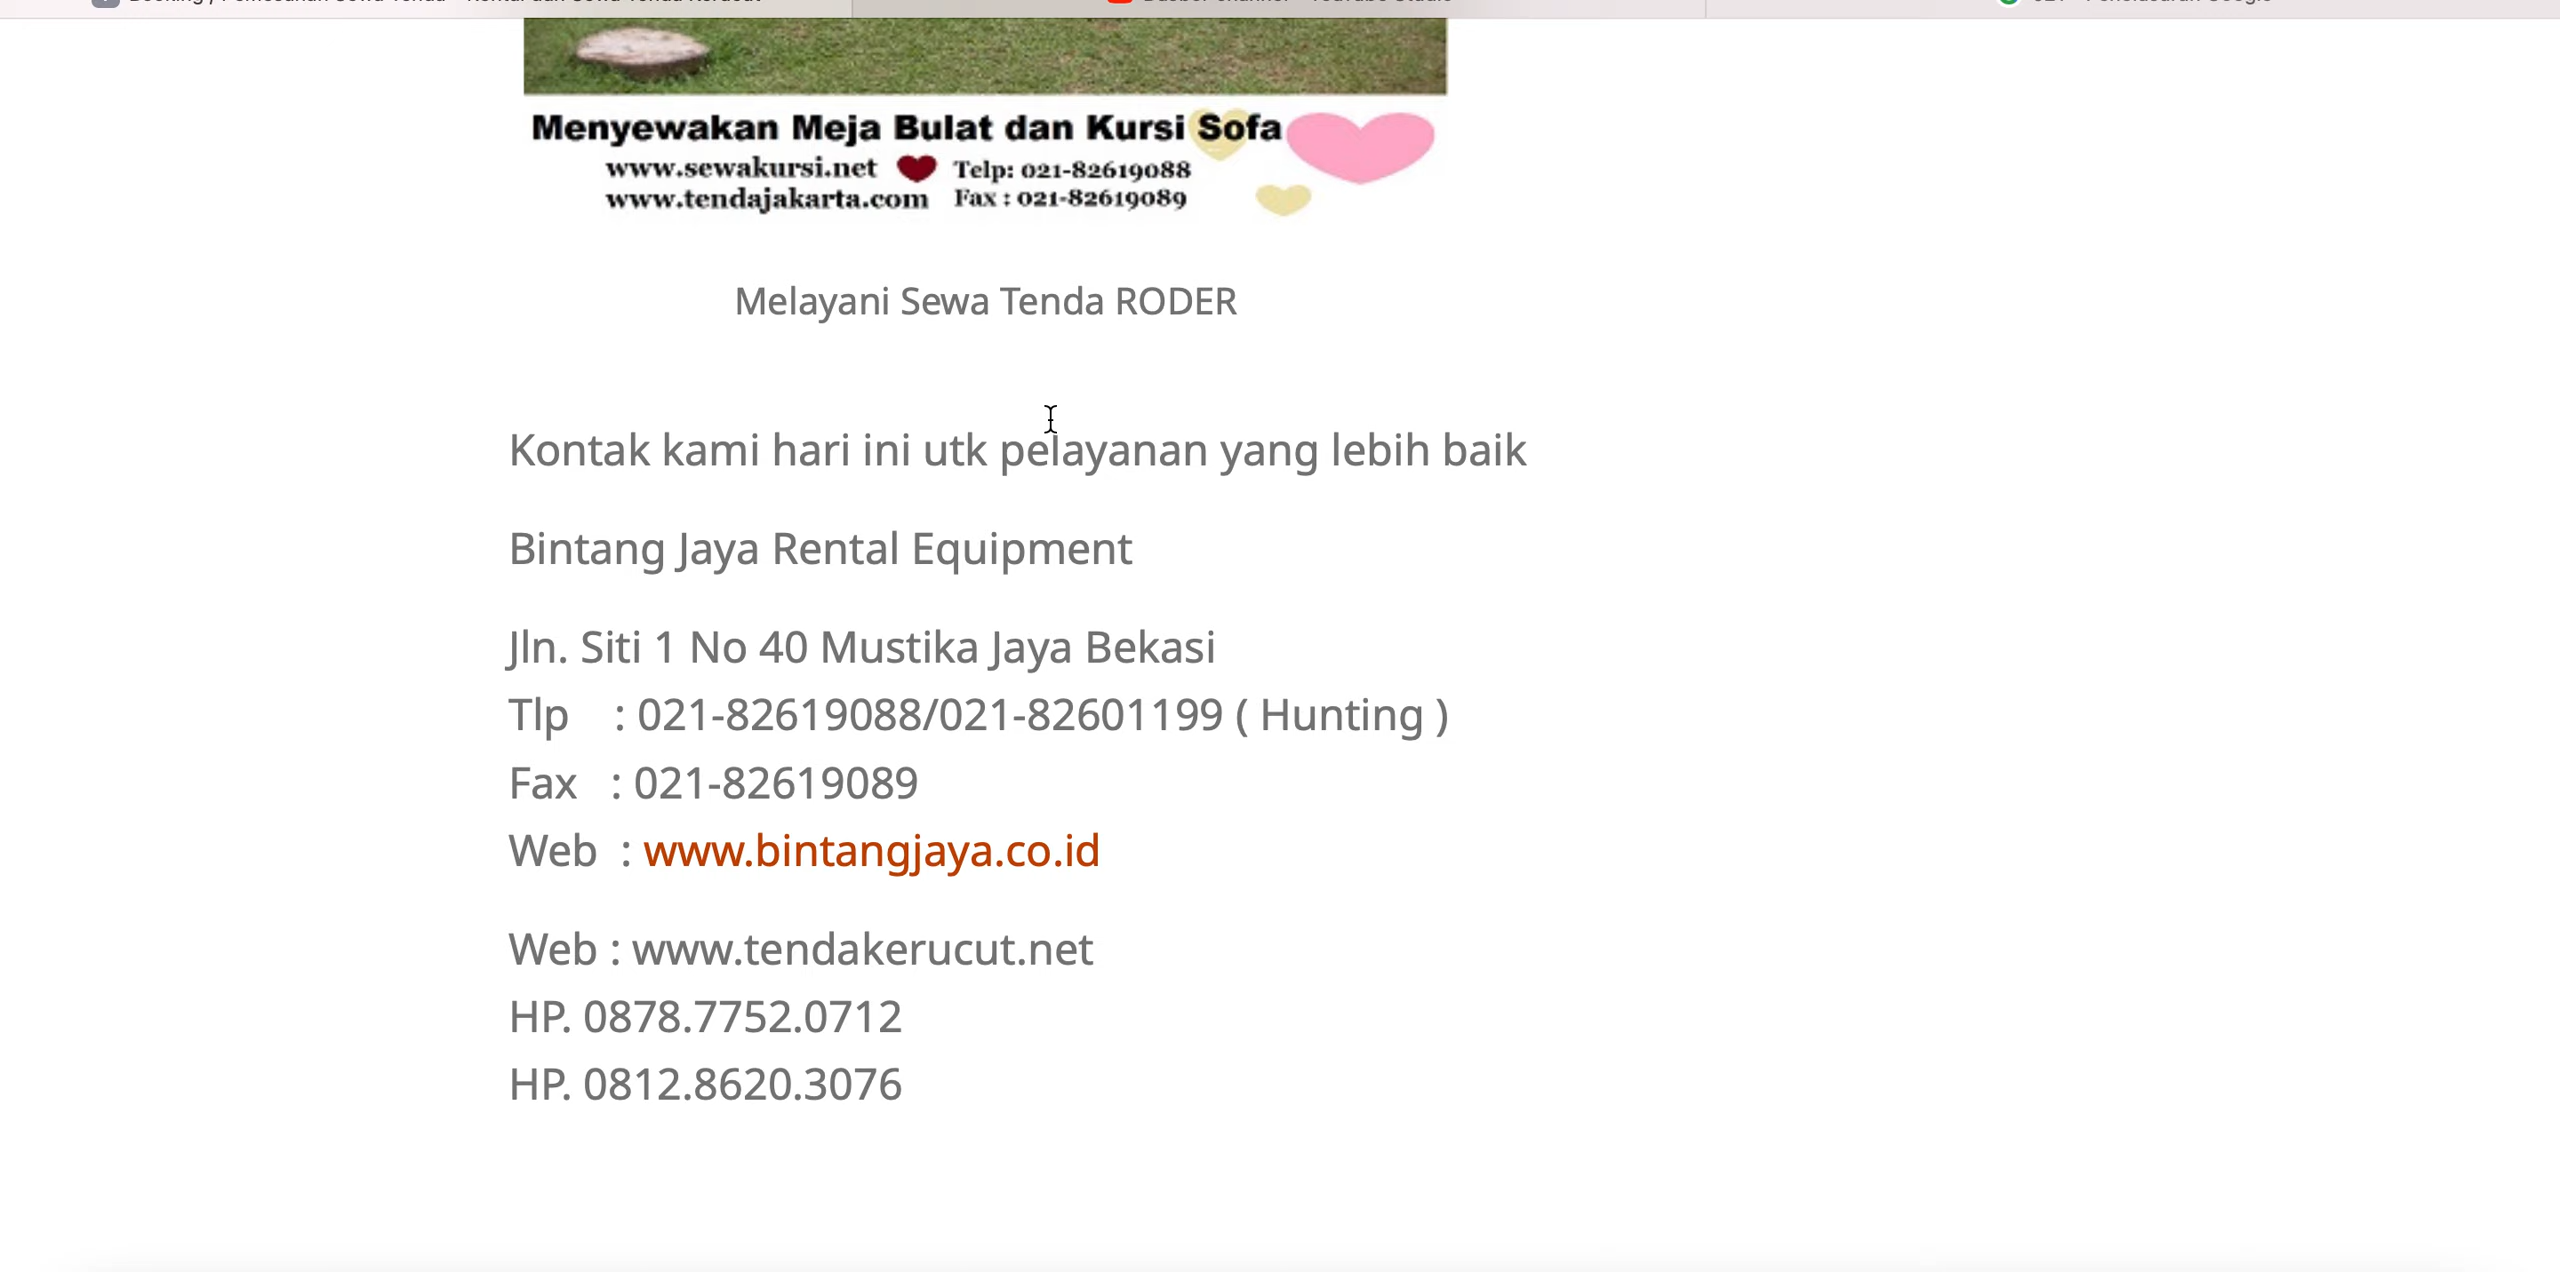 Menyewakan Meja Bulat dan Kursi Sofa
www.sewakursi.net Telp: 021-82619088
www.tendajakarta.com Fax : 021-82619089
Melayani Sewa Tenda RODER
Kontak kami hari ini utk pelayanan yang lebih baik
Bintang Jaya Rental Equipment
Jln. Siti 1 No 40 Mustika Jaya Bekasi
Tlp : 021-82619088/021-82601199 ( Hunting )
Fax : 021-82619089
Web : www.bintangjaya.co.id
Web : www.tendakerucut.net
HP. 0878.7752.0712
HP. 0812.8620.3076